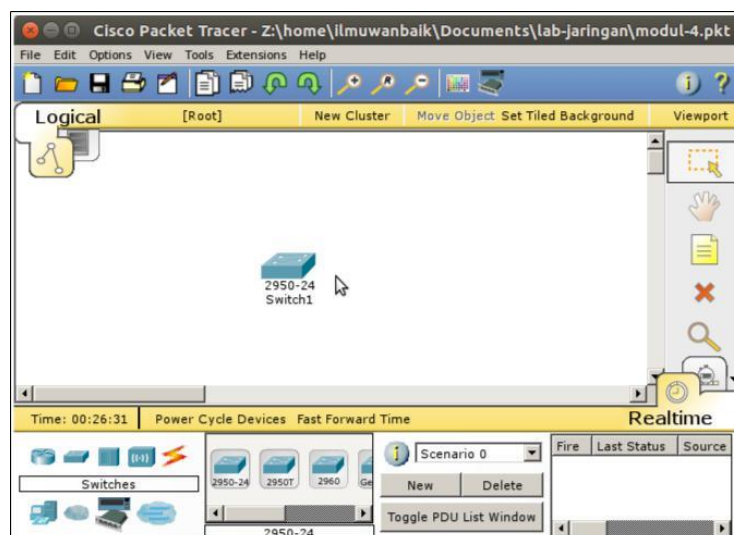 Cisco Packet Tracer - Z:\home\ilmuwanbaik\Documents\lab-jaringan\modul-4.pkt
File Edit Options View Tools Extensions Help
Logical [Root] New Cluster Move Object Set Tiled Background Viewport
2950-24
Switch1
Time: 00:26:31 Power Cycle Devices Fast Forward Time Realtime
Switches
2950-24 2950T 2960 Ge
2950-24
Scenario 0
New Delete
Toggle PDU List Window
Fire Last Status Source